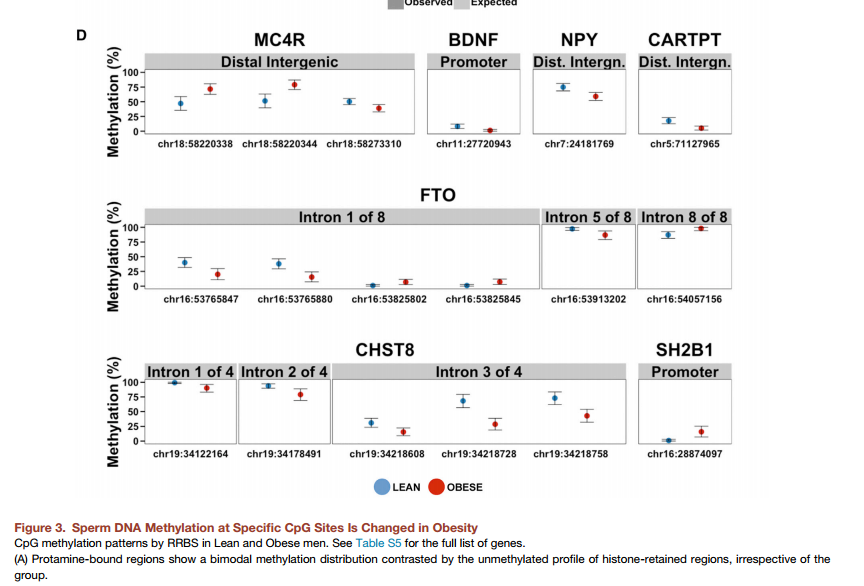 Observed Expected
D
MC4R BDNF NPY CARTPT
Distal Intergenic Promoter Dist. Intergn. Dist. Intergn.
Methylation (%)
100
75
50
25
0
chr18:58220338 chr18:58220344 chr18:58273310 chr11:27720943 chr7:24181769 chr5:71127965
FTO
Intron 1 of 8 Intron 5 of 8 Intron 8 of 8
Methylation (%)
100
75
50
25
0
chr16:53765847 chr16:53765880 chr16:53825802 chr16:53825845 chr16:53913202 chr16:54057156
CHST8 SH2B1
Intron 1 of 4 Intron 2 of 4 Intron 3 of 4 Promoter
Methylation (%)
100
75
50
25
0
chr19:34122164 chr19:34178491 chr19:34218608 chr19:34218728 chr19:34218758 chr16:28874097
LEAN OBESE
Figure 3. Sperm DNA Methylation at Specific CpG Sites Is Changed in Obesity
CpG methylation patterns by RRBS in Lean and Obese men. See Table S5 for the full list of genes.
(A) Protamine-bound regions show a bimodal methylation distribution contrasted by the unmethylated profile of histone-retained regions, irrespective of the
group.